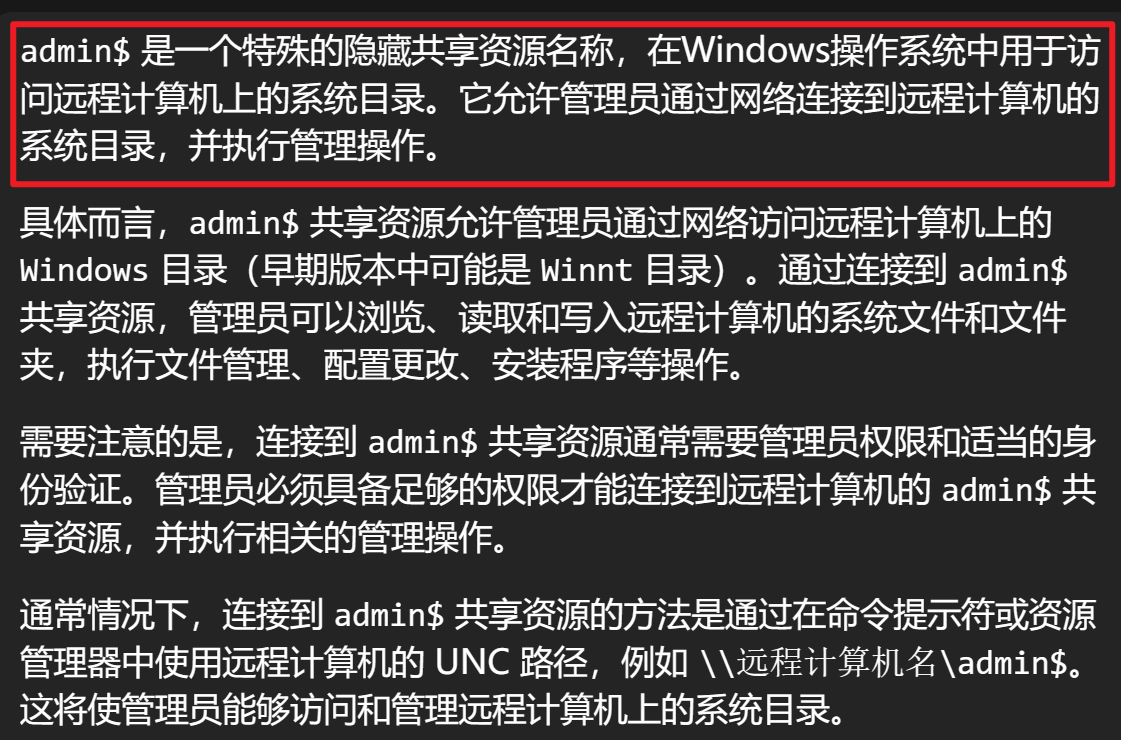 admin$ 是一个特殊的隐藏共享资源名称，在Windows操作系统中用于访
问远程计算机上的系统目录。它允许管理员通过网络连接到远程计算机的
系统目录，并执行管理操作。
具体而言，admin$ 共享资源允许管理员通过网络访问远程计算机上的
Windows 目录（早期版本中可能是 Winnt 目录）。通过连接到 admin$
共享资源，管理员可以浏览、读取和写入远程计算机的系统文件和文件
夹，执行文件管理、配置更改、安装程序等操作。
需要注意的是，连接到 admin$ 共享资源通常需要管理员权限和适当的身
份验证。管理员必须具备足够的权限才能连接到远程计算机的 admin$ 共
享资源，并执行相关的管理操作。
通常情况下，连接到 admin$ 共享资源的方法是通过在命令提示符或资源
管理器中使用远程计算机的 UNC 路径，例如 \\远程计算机名\admin$。
这将使管理员能够访问和管理远程计算机上的系统目录。